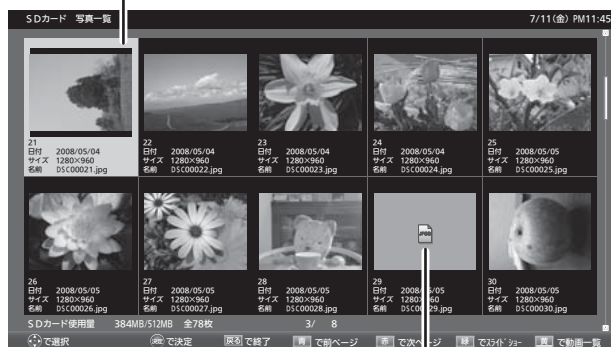 SDカード 写真一覧 7/11(金) PM11:45
21
日付 2008/05/04
サイズ 1280×960
名前 DSC00021.jpg
22
日付 2008/05/04
サイズ 1280×960
名前 DSC00022.jpg
23
日付 2008/05/04
サイズ 1280×960
名前 DSC00023.jpg
24
日付 2008/05/04
サイズ 1280×960
名前 DSC00024.jpg
25
日付 2008/05/05
サイズ 1280×960
名前 DSC00025.jpg
26
日付 2008/05/05
サイズ 1280×960
名前 DSC00026.jpg
27
日付 2008/05/05
サイズ 1280×960
名前 DSC00027.jpg
28
日付 2008/05/05
サイズ 1280×960
名前 DSC00028.jpg
JPEG
29
日付 2008/05/05
サイズ 1280×960
名前 DSC00029.jpg
30
日付 2008/05/05
サイズ 1280×960
名前 DSC00030.jpg
SDカード使用量 384MB/512MB 全78枚 3/ 8
で選択 決定 で決定 戻る で終了 青 で前ページ 赤 で次ページ 緑 でスライドショー 黄 で動画一覧